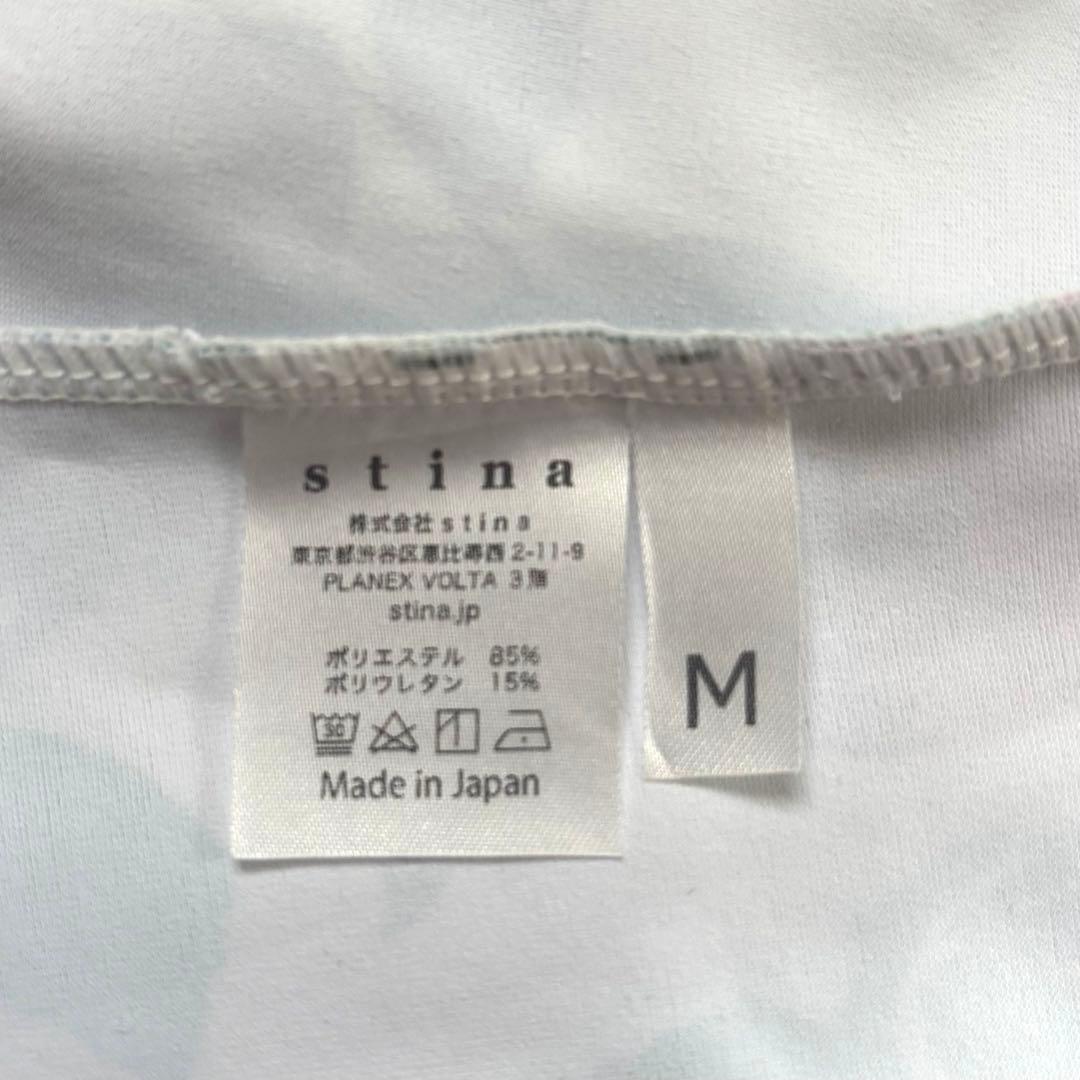 stina
株式会社stina
東京都渋谷区恵比寿西2-11-9
PLANEX VOLTA 3階
stina.jp
ポリエステル 85%
ポリウレタン 15%
Made in Japan
M